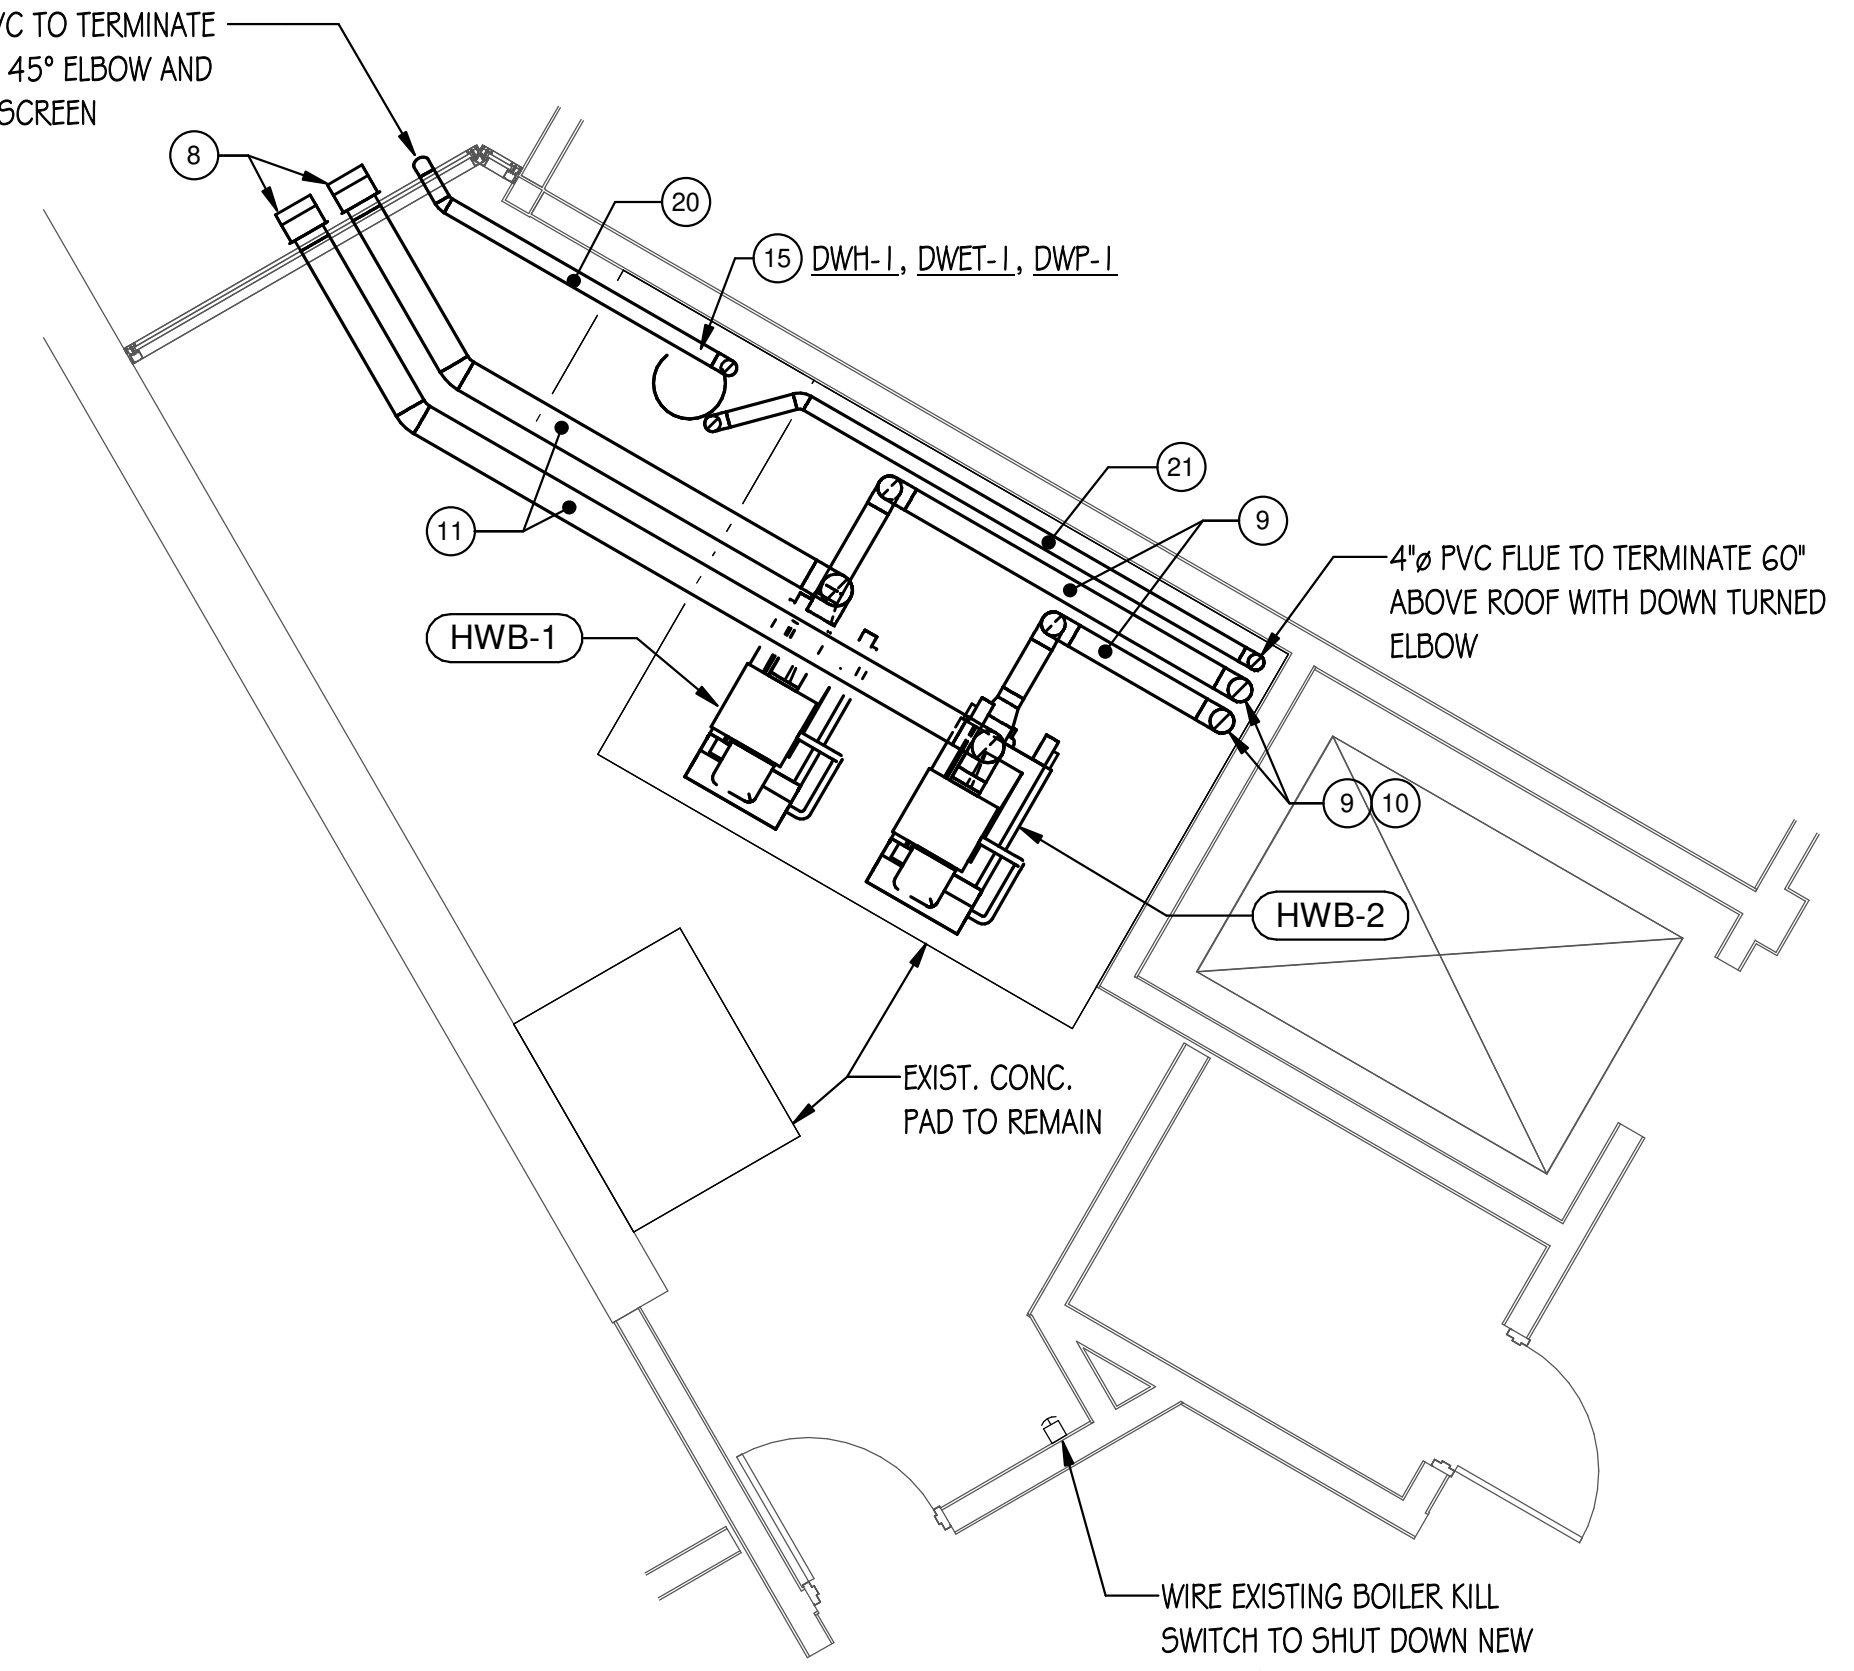 TO TERMINATE
45° ELBOW AND
SCREEN
8
20
15 DWH-1, DWET-1, DWP-1
21
9
11
4"ø PVC FLUE TO TERMINATE 60"
ABOVE ROOF WITH DOWN TURNED
ELBOW
HWB-1
9 10
HWB-2
EXIST. CONC.
PAD TO REMAIN
WIRE EXISTING BOILER KILL
SWITCH TO SHUT DOWN NEW